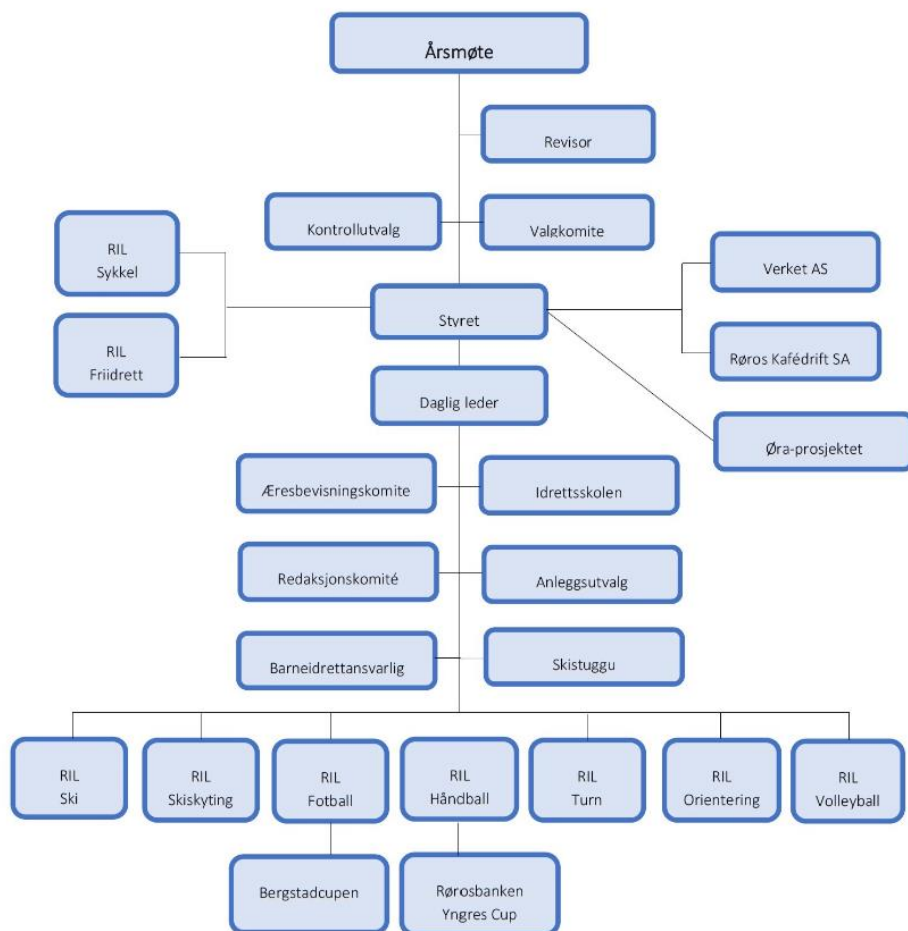 Årsmøte
Revisor
Kontrollutvalg
Valgkomite
RIL
Sykkel
Verket AS
Styret
RIL
Friidrett
Røros Kafédrift SA
Daglig leder
Øra-prosjektet
Æresbevisningskomite
Idrettsskolen
Redaksjonskomité
Anleggsutvalg
Barneidrettansvarlig
Skistuggu
RIL
Ski
RIL
Skiskyting
RIL
Fotball
RIL
Håndball
RIL
Turn
RIL
Orientering
RIL
Volleyball
Bergstadcupen
Rørosbanken
Yngres Cup